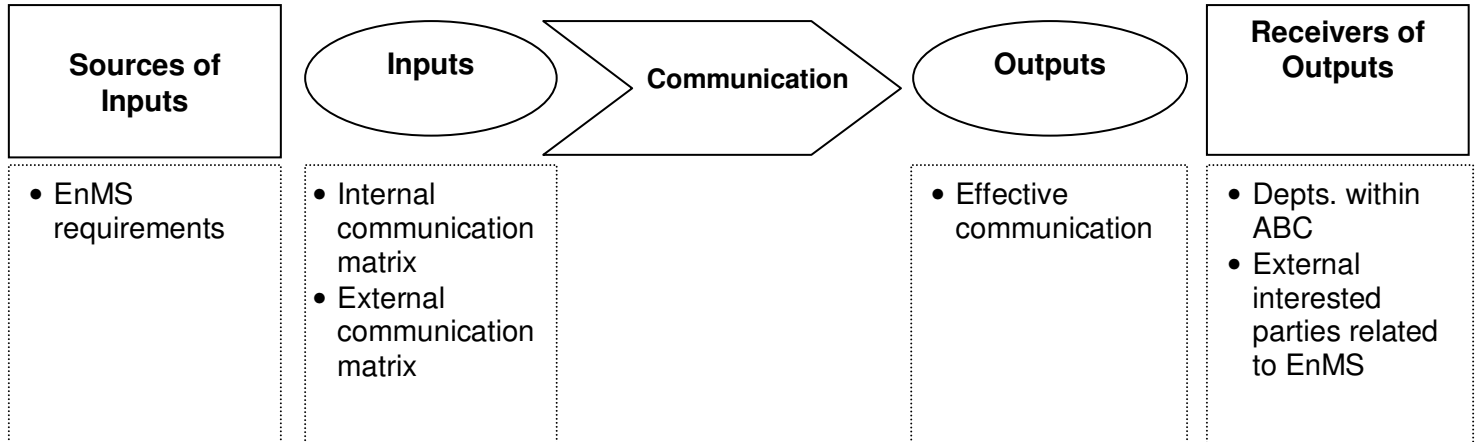 Sources of
Inputs
Inputs
Communication
Outputs
Receivers of
Outputs
• EnMS
requirements
• Internal
communication
matrix
• External
communication
matrix
• Effective
communication
• Depts. within
ABC
• External
interested
parties related
to EnMS